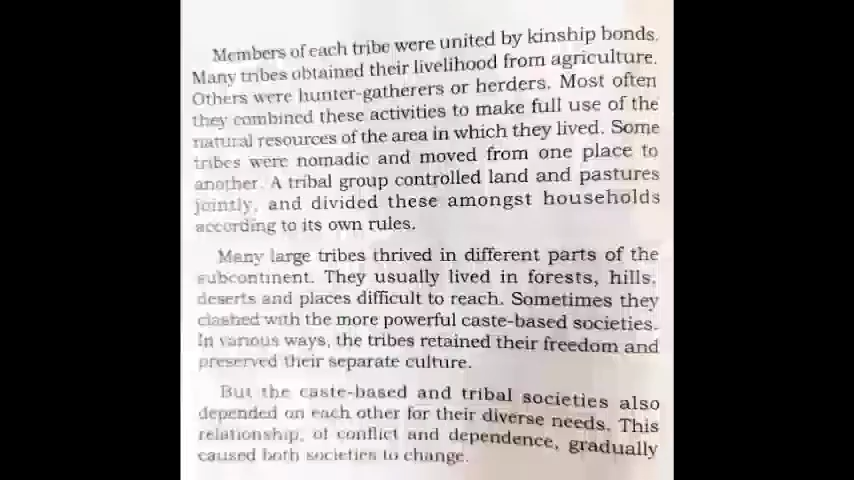 Members of each tribe were united by kinship bonds.
Many tribes obtained their livelihood from agriculture.
Others were hunter-gatherers or herders. Most often
they combined these activities to make full use of the
natural resources of the area in which they lived. Some
tribes were nomadic and moved from one place to
another. A tribal group controlled land and pastures
jointly, and divided these amongst households
according to its own rules.
Many large tribes thrived in different parts of the
subcontinent. They usually lived in forests, hills,
deserts and places difficult to reach. Sometimes they
clashed with the more powerful caste-based societies.
In various ways, the tribes retained their freedom and
preserved their separate culture.
But the caste-based and tribal societies also
depended on each other for their diverse needs. This
relationship, of conflict and dependence, gradually
caused both societies to change.